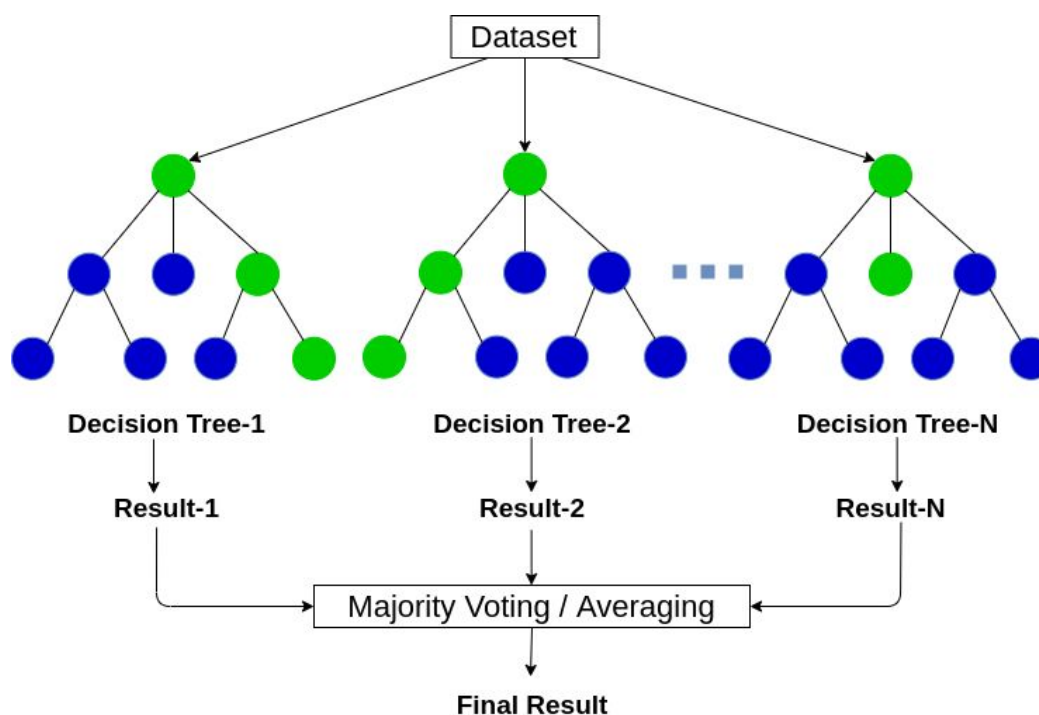 Dataset
Decision Tree-1
Decision Tree-2
Decision Tree-N
Result-1
Result-2
Result-N
Majority Voting / Averaging
Final Result